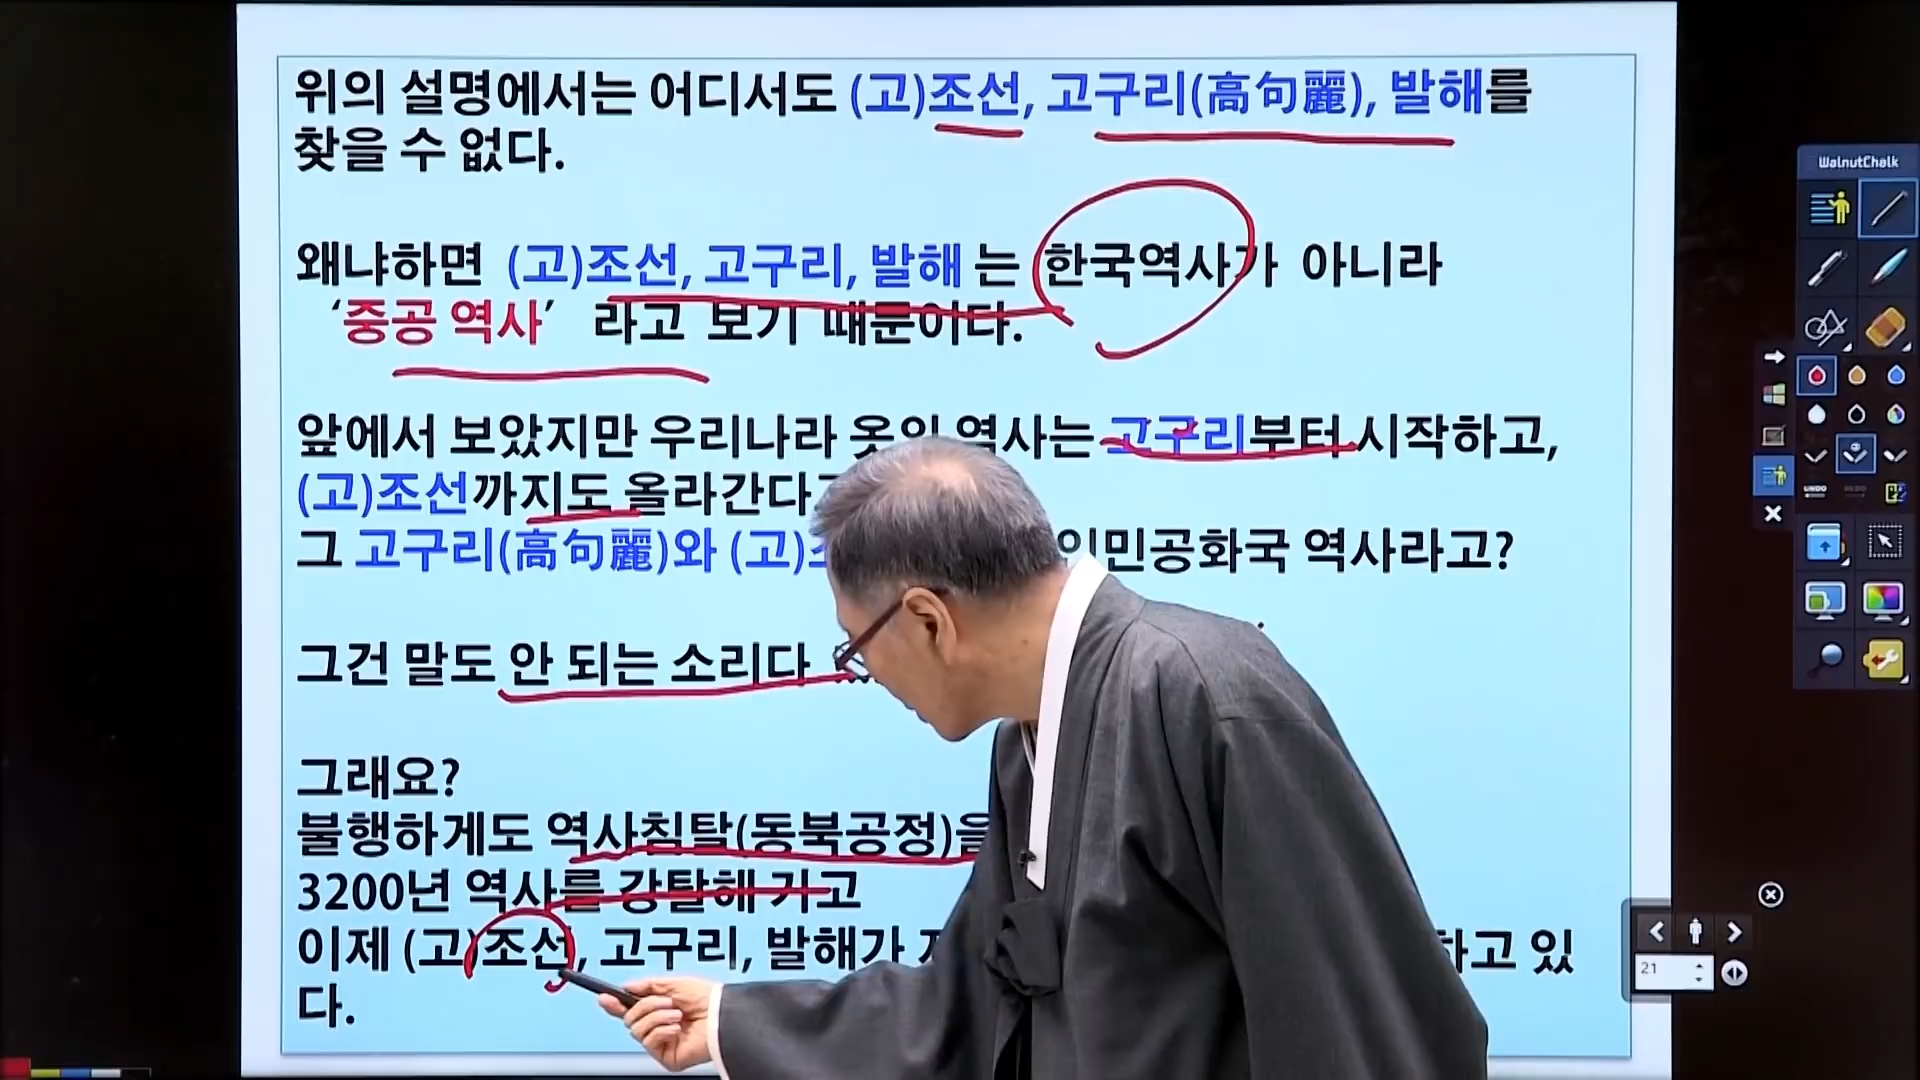 위의 설명에서는 어디서도 (고)조선, 고구리(高句麗), 발해를
찾을 수 없다.
왜냐하면 (고)조선, 고구리, 발해 는 한국역사가 아니라
‘중공 역사’ 라고 보기 때문이다.
앞에서 보았지만 우리나라 옷의 역사는 고구리부터 시작하고,
(고)조선까지도 올라간다고
그 고구리(高句麗)와 (고)조 인민공화국 역사라고?
그건 말도 안 되는 소리다 ...
그래요?
불행하게도 역사침탈(동북공정)을
3200년 역사를 강탈해 가고
이제 (고)조선, 고구리, 발해가 하고 있
다.
WalnutChalk
UNDO
REDO
21